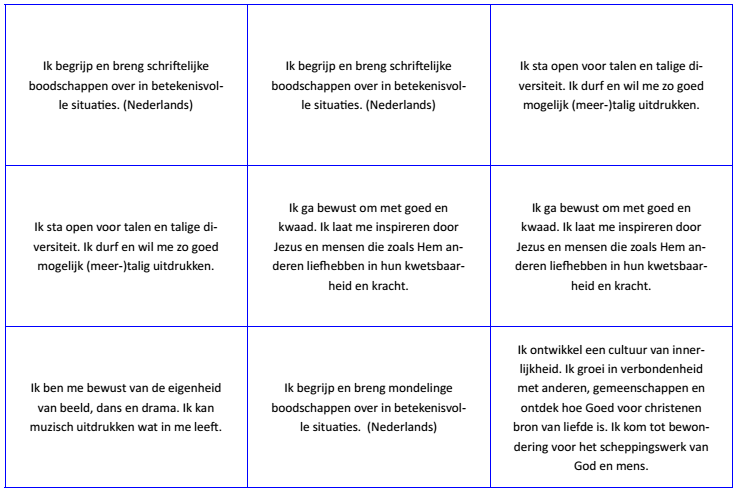 Ik begrijp en breng schriftelijke
boodschappen over in betekenisvol-
le situaties. (Nederlands)
Ik begrijp en breng schriftelijke
boodschappen over in betekenisvol-
le situaties. (Nederlands)
Ik sta open voor talen en talige di-
versiteit. Ik durf en wil me zo goed
mogelijk (meer-)talig uitdrukken.
Ik sta open voor talen en talige di-
versiteit. Ik durf en wil me zo goed
mogelijk (meer-)talig uitdrukken.
Ik ga bewust om met goed en
kwaad. Ik laat me inspireren door
Jezus en mensen die zoals Hem an-
deren liefhebben in hun kwetsbaar-
heid en kracht.
Ik ga bewust om met goed en
kwaad. Ik laat me inspireren door
Jezus en mensen die zoals Hem an-
deren liefhebben in hun kwetsbaar-
heid en kracht.
Ik ben me bewust van de eigenheid
van beeld, dans en drama. Ik kan
muzisch uitdrukken wat in me leeft.
Ik begrijp en breng mondelinge
boodschappen over in betekenisvol-
le situaties. (Nederlands)
Ik ontwikkel een cultuur van inner-
lijkheid. Ik groei in verbondenheid
met anderen, gemeenschappen en
ontdek hoe Goed voor christenen
bron van liefde is. Ik kom tot bewon-
dering voor het scheppingswerk van
God en mens.